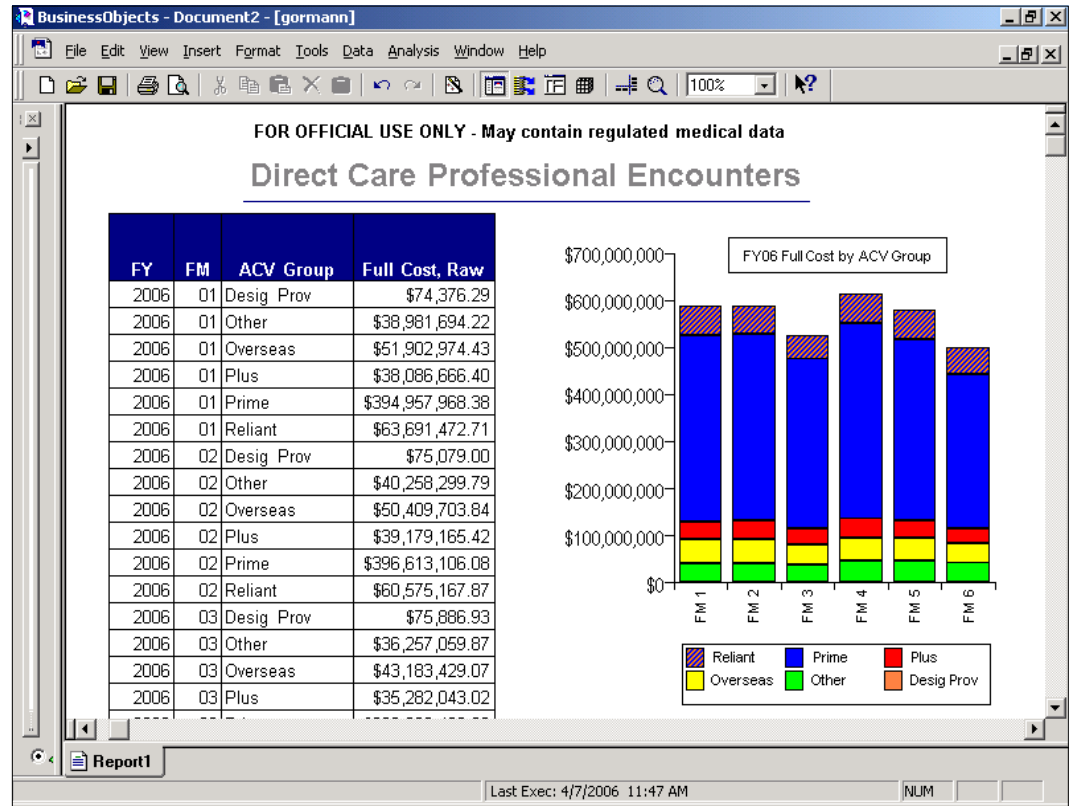 BusinessObjects - Document2 - [gormann]
File Edit View Insert Format Tools Data Analysis Window Help
100%
FOR OFFICIAL USE ONLY - May contain regulated medical data
Direct Care Professional Encounters
FY FM ACV Group Full Cost, Raw
2006 01 Desig Prov $74,376.29
2006 01 Other $38,981,694.22
2006 01 Overseas $51,902,974.43
2006 01 Plus $38,086,666.40
2006 01 Prime $394,957,968.38
2006 01 Reliant $63,691,472.71
2006 02 Desig Prov $75,079.00
2006 02 Other $40,258,299.79
2006 02 Overseas $50,409,703.84
2006 02 Plus $39,179,165.42
2006 02 Prime $396,613,106.08
2006 02 Reliant $60,575,167.87
2006 03 Desig Prov $75,886.93
2006 03 Other $36,257,059.87
2006 03 Overseas $43,183,429.07
2006 03 Plus $35,282,043.02
FY06 Full Cost by ACV Group
$700,000,000
$600,000,000
$500,000,000
$400,000,000
$300,000,000
$200,000,000
$100,000,000
$0
FM 1 FM 2 FM 3 FM 4 FM 5 FM 6
Reliant Prime Plus
Overseas Other Desig Prov
Report1
Last Exec: 4/7/2006 11:47 AM NUM